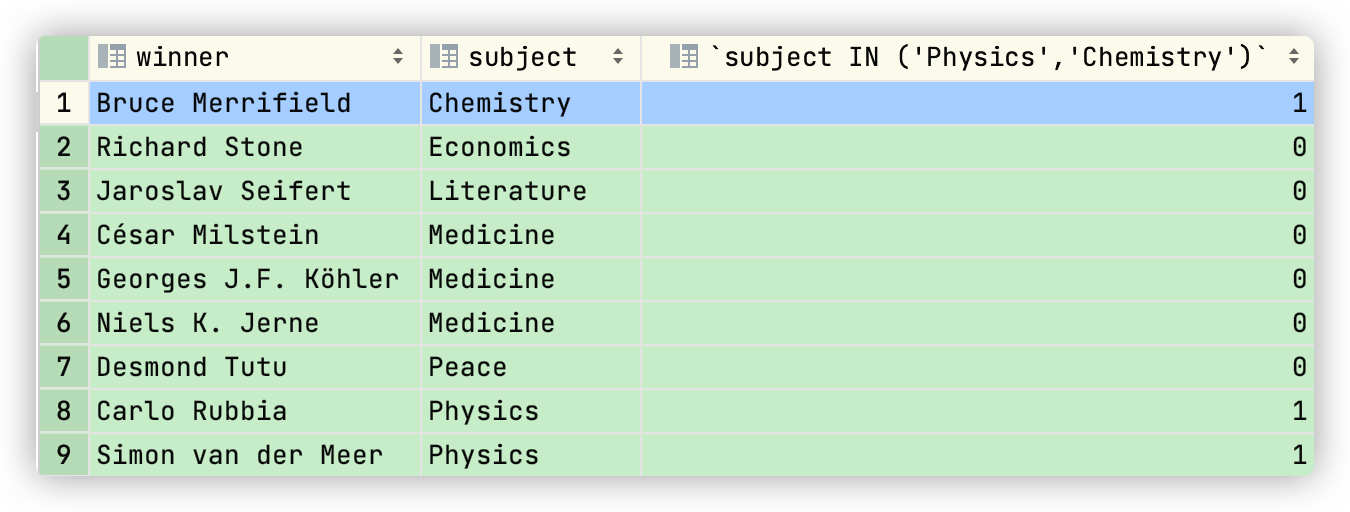 winner subject `subject IN ('Physics','Chemistry')`
1 Bruce Merrifield Chemistry 1
2 Richard Stone Economics 0
3 Jaroslav Seifert Literature 0
4 César Milstein Medicine 0
5 Georges J.F. Köhler Medicine 0
6 Niels K. Jerne Medicine 0
7 Desmond Tutu Peace 0
8 Carlo Rubbia Physics 1
9 Simon van der Meer Physics 1